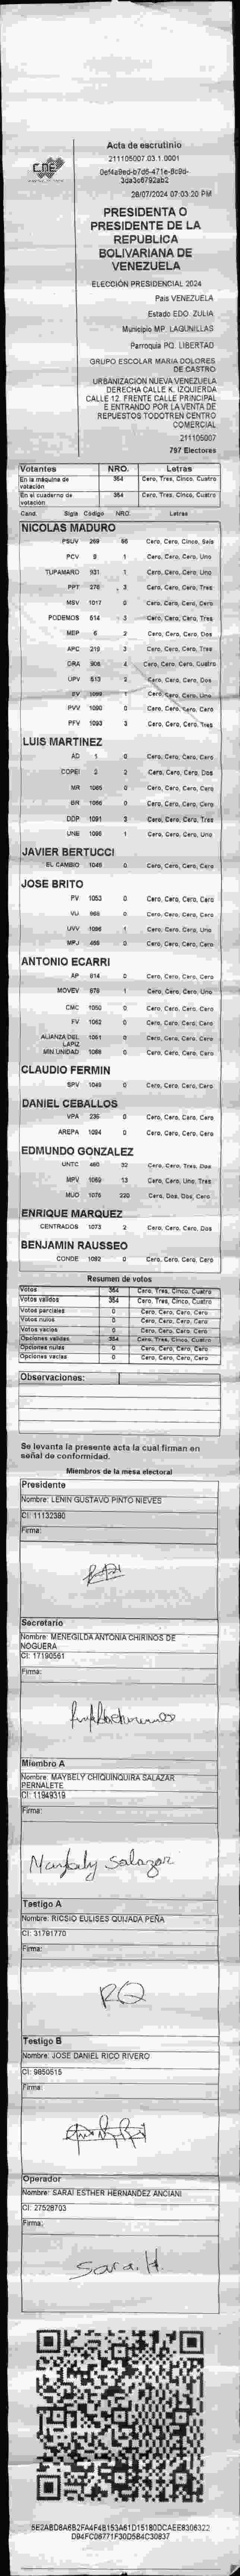 Acta de escrutinio
211105007.03.1.0001
28/07/2024 07:03:20 PM
CNE
PRESIDENTA O
PRESIDENTE DE LA
REPUBLICA
BOLIVARIANA DE
VENEZUELA
ELECCIÓN PRESIDENCIAL 2024
Pais VENEZUELA
Estado EDO. ZULIA
Municipio MP. LAGUNILLAS
Parroquia PQ. LIBERTAD
GRUPO ESCOLAR MARIA DOLORES
DE CASTRO
URBANIZACION NUEVA VENEZUELA
DERECHA CALLE K. IZQUIERDA
CALLE 12. FRENTE CALLE PRINCIPAL
E ENTRANDO POR LA VENTA DE
REPUESTOS TODOTREN CENTRO
COMERCIAL
211105007
797 Electores
Votantes NRO. Letras
En la máquina de votación 354 Cero, Tres, Cinco, Cuatro
En el cuaderno de votación 354 Cero, Tres, Cinco, Cuatro
Cand. Sigla Código NRO. Letras
NICOLAS MADURO
PSUV 269 56 Cero, Cero, Cinco, Seis
PCV 9 1 Cero, Cero, Cero, Uno
TUPAMARO 931 1 Cero, Cero, Cero, Uno
PPT 276 3 Cero, Cero, Cero, Tres
MSV 1017 0 Cero, Cero, Cero, Cero
PODEMOS 514 3 Cero, Cero, Cero, Tres
MEP 6 2 Cero, Cero, Cero, Dos
APC 219 3 Cero, Cero, Cero, Tres
ORA 906 4 Cero, Cero, Cero, Cuatro
UPV 513 2 Cero, Cero, Cero, Dos
EV 1089 1 Cero, Cero, Cero, Uno
PVV 1090 0 Cero, Cero, Cero, Cero
PFV 1093 3 Cero, Cero, Cero, Tres
LUIS MARTINEZ
AD 1 0 Cero, Cero, Cero, Cero
COPEI 2 2 Cero, Cero, Cero, Dos
MR 1065 0 Cero, Cero, Cero, Cero
BR 1066 0 Cero, Cero, Cero, Cero
DDP 1091 3 Cero, Cero, Cero, Tres
UNE 1095 1 Cero, Cero, Cero, Uno
JAVIER BERTUCCI
EL CAMBIO 1049 0 Cero, Cero, Cero, Cero
JOSE BRITO
PV 1053 0 Cero, Cero, Cero, Cero
VU 968 0 Cero, Cero, Cero, Cero
UVV 1096 1 Cero, Cero, Cero, Uno
MPJ 455 0 Cero, Cero, Cero, Cero
ANTONIO ECARRI
AP 814 0 Cero, Cero, Cero, Cero
MOVEV 679 1 Cero, Cero, Cero, Uno
CMC 1050 0 Cero, Cero, Cero, Cero
FV 1062 0 Cero, Cero, Cero, Cero
ALIANZA DEL LAPIZ 1051 0 Cero, Cero, Cero, Cero
MIN UNIDAD 1068 0 Cero, Cero, Cero, Cero
CLAUDIO FERMIN
SPV 1048 0 Cero, Cero, Cero, Cero
DANIEL CEBALLOS
VPA 235 0 Cero, Cero, Cero, Cero
AREPA 1094 0 Cero, Cero, Cero, Cero
EDMUNDO GONZALEZ
UNTC 460 32 Cero, Cero, Tres, Dos
MPV 1069 13 Cero, Cero, Uno, Tres
MUD 1075 220 Cero, Dos, Dos, Cero
ENRIQUE MARQUEZ
CENTRADOS 1073 2 Cero, Cero, Cero, Dos
BENJAMIN RAUSSEO
CONDE 1092 0 Cero, Cero, Cero, Cero
Resumen de votos
Votos 354 Cero, Tres, Cinco, Cuatro
Votos validos 354 Cero, Tres, Cinco, Cuatro
Votos parciales 0 Cero, Cero, Cero, Cero
Votos nulos 0 Cero, Cero, Cero, Cero
Votos vacios 0 Cero, Cero, Cero, Cero
Opciones validas 354 Cero, Tres, Cinco, Cuatro
Opciones nulas 0 Cero, Cero, Cero, Cero
Opciones vacias 0 Cero, Cero, Cero, Cero
Observaciones:
Se levanta la presente acta la cual firman en
señal de conformidad.
Miembros de la mesa electoral
Presidente
Nombre: LENIN GUSTAVO PINTO NIEVES
CI: 11132380
Firma:
Secretario
Nombre: MENEGILDA ANTONIA CHIRINOS DE
NOGUERA
CI: 17190561
Firma:
Miembro A
Nombre: MAYBELY CHIQUINQUIRA SALAZAR
PERNALETE
CI: 11949319
Firma:
Maybely Salazar
Testigo A
Nombre: RICSIO EULISES QUIJADA PEÑA
CI: 31791770
Firma:
RQ
Testigo B
Nombre: JOSE DANIEL RICO RIVERO
CI: 9850515
Firma:
Operador
Nombre: SARAI ESTHER HERNANDEZ ANCIANI
CI: 27528703
Firma:
Sara. H